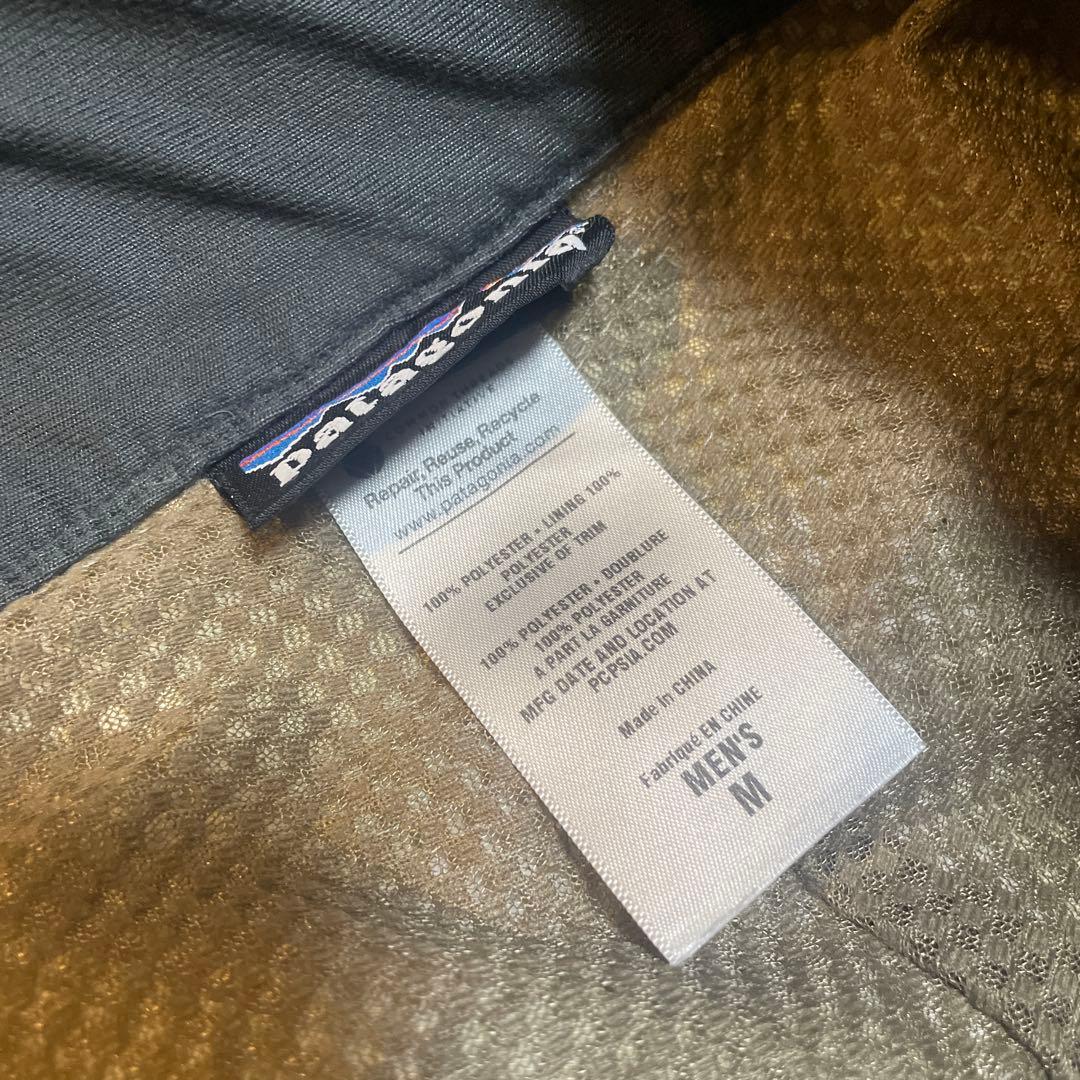 patagonia
Repair, Reuse, Recycle
This Product
www.patagonia.com
100% POLYESTER • LINING 100%
POLYESTER
EXCLUSIVE OF TRIM
100% POLYESTER • DOUBLURE
100% POLYESTER
A PART LA GARNITURE
MFG DATE AND LOCATION AT
PCPSIA.COM
Made in CHINA
Fabriqué EN CHINE
MEN'S
M